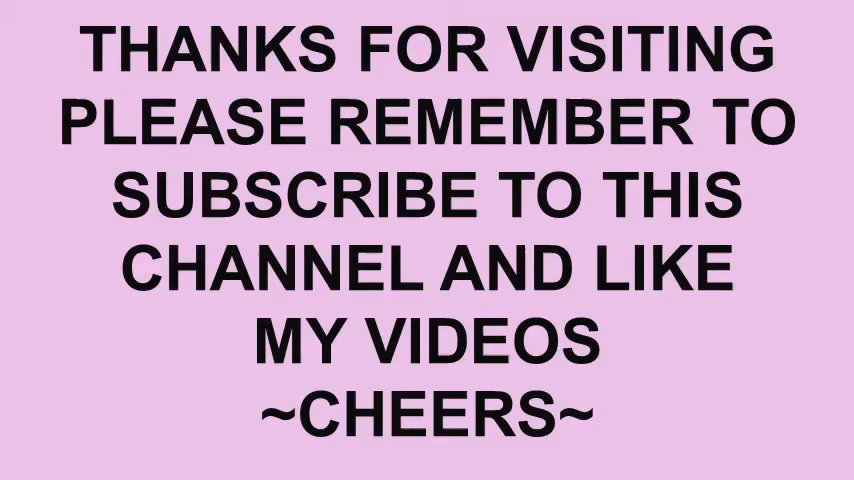 THANKS FOR VISITING
PLEASE REMEMBER TO
SUBSCRIBE TO THIS
CHANNEL AND LIKE
MY VIDEOS
~CHEERS~